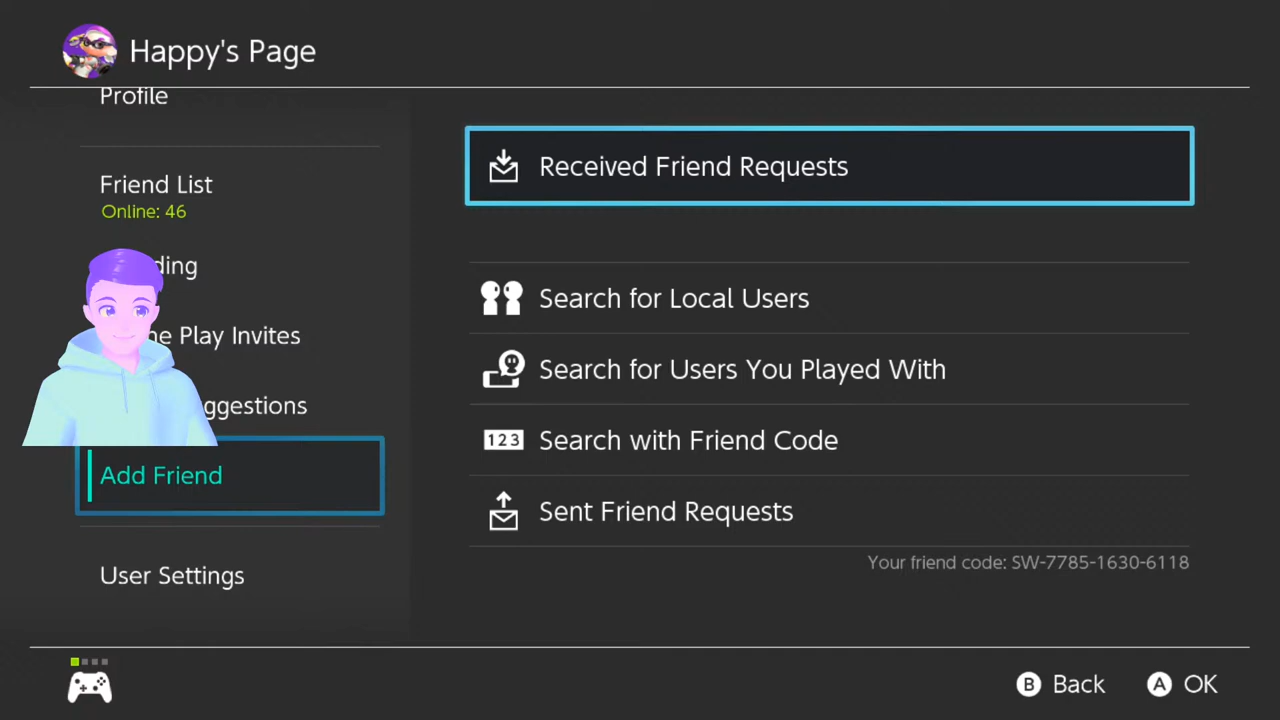 Happy's Page
Profile
Friend List
Online: 46
Play Invites
Add Friend
User Settings
Received Friend Requests
Search for Local Users
Search for Users You Played With
123 Search with Friend Code
Sent Friend Requests
Your friend code: SW-7785-1630-6118
B Back
A OK